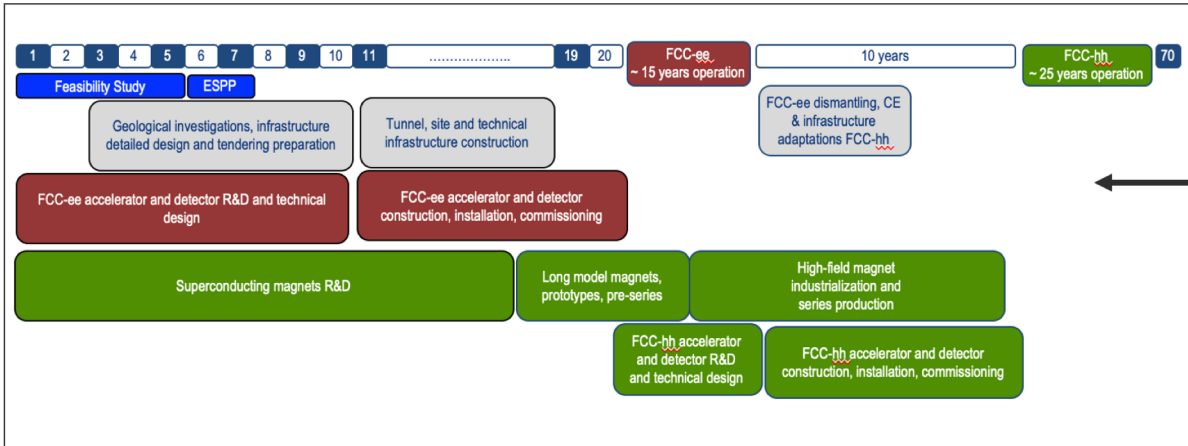 1 2 3 4 5 6 7 8 9 10 11 ...................... 19 20
FCC-ee
~ 15 years operation
10 years
FCC-hh
~ 25 years operation
70
Feasibility Study
ESPP
Geological investigations, infrastructure
detailed design and tendering preparation
Tunnel, site and technical
infrastructure construction
FCC-ee dismantling, CE
& infrastructure
adaptations FCC-hh
FCC-ee accelerator and detector R&D and technical
design
FCC-ee accelerator and detector
construction, installation, commissioning
Superconducting magnets R&D
Long model magnets,
prototypes, pre-series
High-field magnet
industrialization and
series production
FCC-hh accelerator
and detector R&D
and technical design
FCC-hh accelerator and detector
construction, installation, commissioning